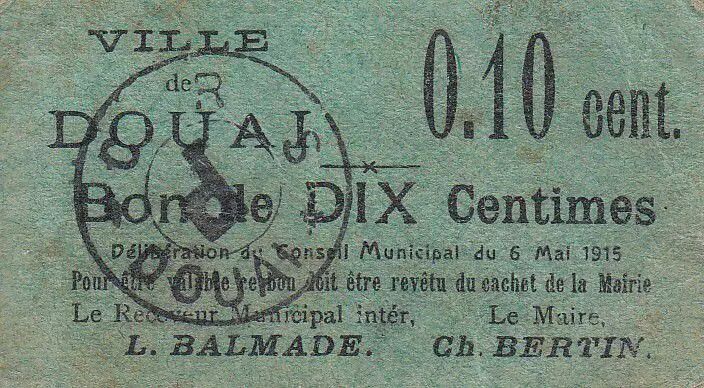 VILLE
de
DOUAI
0.10 cent.
Bon de DIX Centimes
Délibération du Conseil Municipal du 6 Mai 1915
Pour être valable ce bon doit être revêtu du cachet de la Mairie
Le Receveur Municipal intér, Le Maire,
L. BALMADE. Ch. BERTIN.
DOUAI